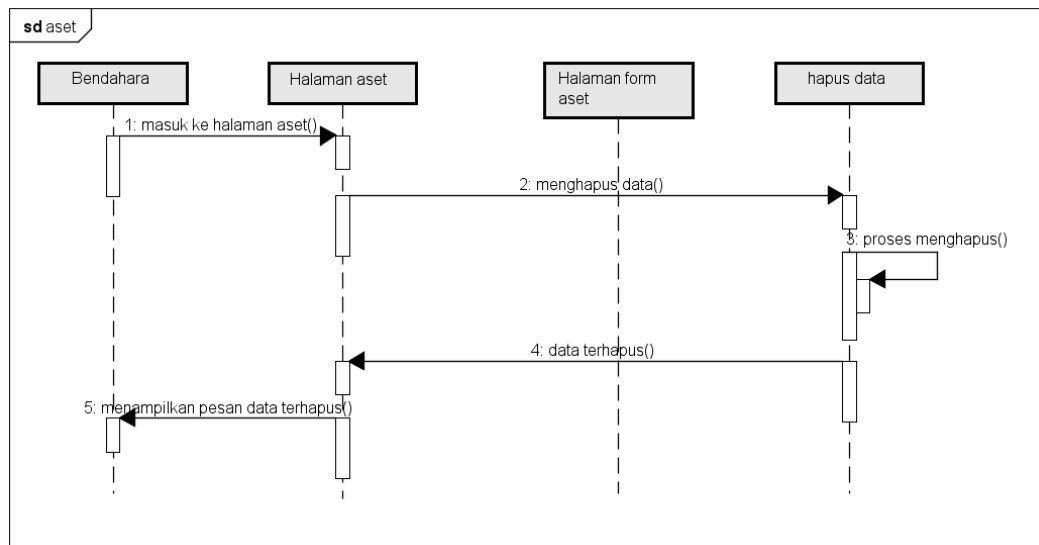 sd aset
Bendahara
Halaman aset
Halaman form
aset
hapus data
1: masuk ke halaman aset()
2: menghapus data()
3: proses menghapus()
4: data terhapus()
5: menampilkan pesan data terhapus()